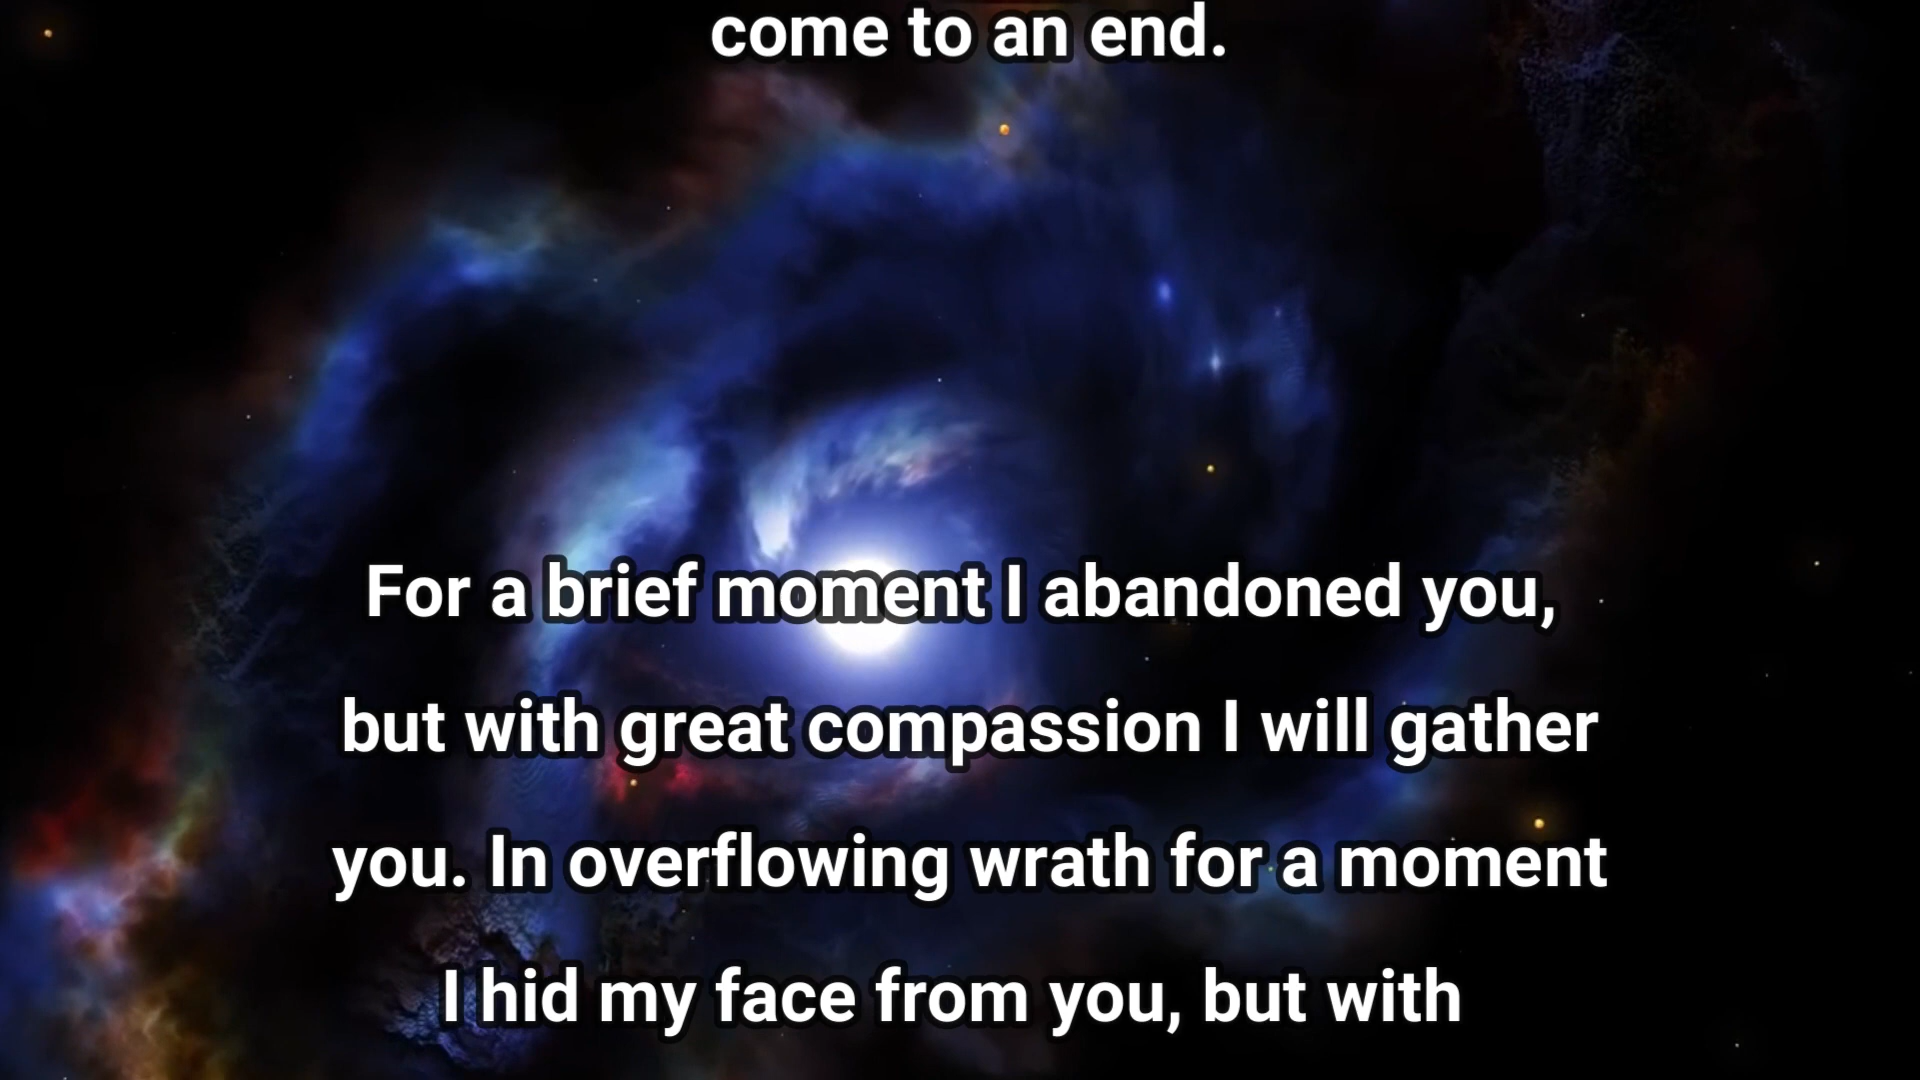 come to an end.
For a brief moment I abandoned you,
but with great compassion I will gather
you. In overflowing wrath for a moment
I hid my face from you, but with